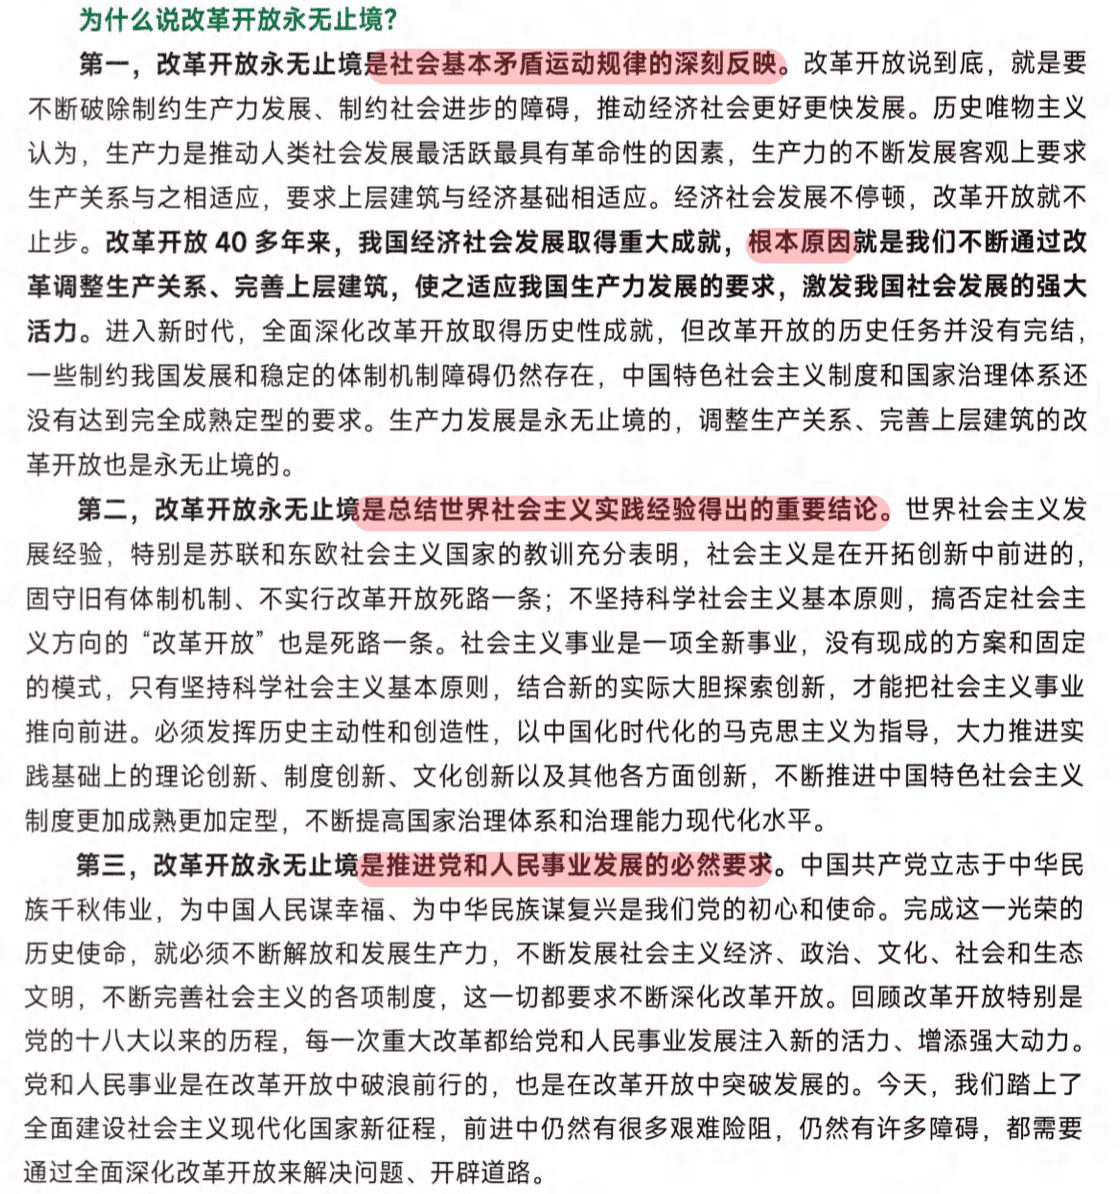 为什么说改革开放永无止境？
第一，改革开放永无止境是社会基本矛盾运动规律的深刻反映。改革开放说到底，就是要
不断破除制约生产力发展、制约社会进步的障碍，推动经济社会更好更快发展。历史唯物主义
认为，生产力是推动人类社会发展最活跃最具有革命性的因素，生产力的不断发展客观上要求
生产关系与之相适应，要求上层建筑与经济基础相适应。经济社会发展不停顿，改革开放就不
止步。改革开放 40 多年来，我国经济社会发展取得重大成就，根本原因就是我们不断通过改
革调整生产关系、完善上层建筑，使之适应我国生产力发展的要求，激发我国社会发展的强大
活力。进入新时代，全面深化改革开放取得历史性成就，但改革开放的历史任务并没有完结，
一些制约我国发展和稳定的体制机制障碍仍然存在，中国特色社会主义制度和国家治理体系还
没有达到完全成熟定型的要求。生产力发展是永无止境的，调整生产关系、完善上层建筑的改
革开放也是永无止境的。
第二，改革开放永无止境是总结世界社会主义实践经验得出的重要结论。世界社会主义发
展经验，特别是苏联和东欧社会主义国家的教训充分表明，社会主义是在开拓创新中前进的，
固守旧有体制机制、不实行改革开放死路一条；不坚持科学社会主义基本原则，搞否定社会主
义方向的“改革开放”也是死路一条。社会主义事业是一项全新事业，没有现成的方案和固定
的模式，只有坚持科学社会主义基本原则，结合新的实际大胆探索创新，才能把社会主义事业
推向前进。必须发挥历史主动性和创造性，以中国化时代化的马克思主义为指导，大力推进实
践基础上的理论创新、制度创新、文化创新以及其他各方面创新，不断推进中国特色社会主义
制度更加成熟更加定型，不断提高国家治理体系和治理能力现代化水平。
第三，改革开放永无止境是推进党和人民事业发展的必然要求。中国共产党立志于中华民
族千秋伟业，为中国人民谋幸福、为中华民族谋复兴是我们党的初心和使命。完成这一光荣的
历史使命，就必须不断解放和发展生产力，不断发展社会主义经济、政治、文化、社会和生态
文明，不断完善社会主义的各项制度，这一切都要求不断深化改革开放。回顾改革开放特别是
党的十八大以来的历程，每一次重大改革都给党和人民事业发展注入新的活力、增添强大动力。
党和人民事业是在改革开放中破浪前行的，也是在改革开放中突破发展的。今天，我们踏上了
全面建设社会主义现代化国家新征程，前进中仍然有很多艰难险阻，仍然有许多障碍，都需要
通过全面深化改革开放来解决问题、开辟道路。